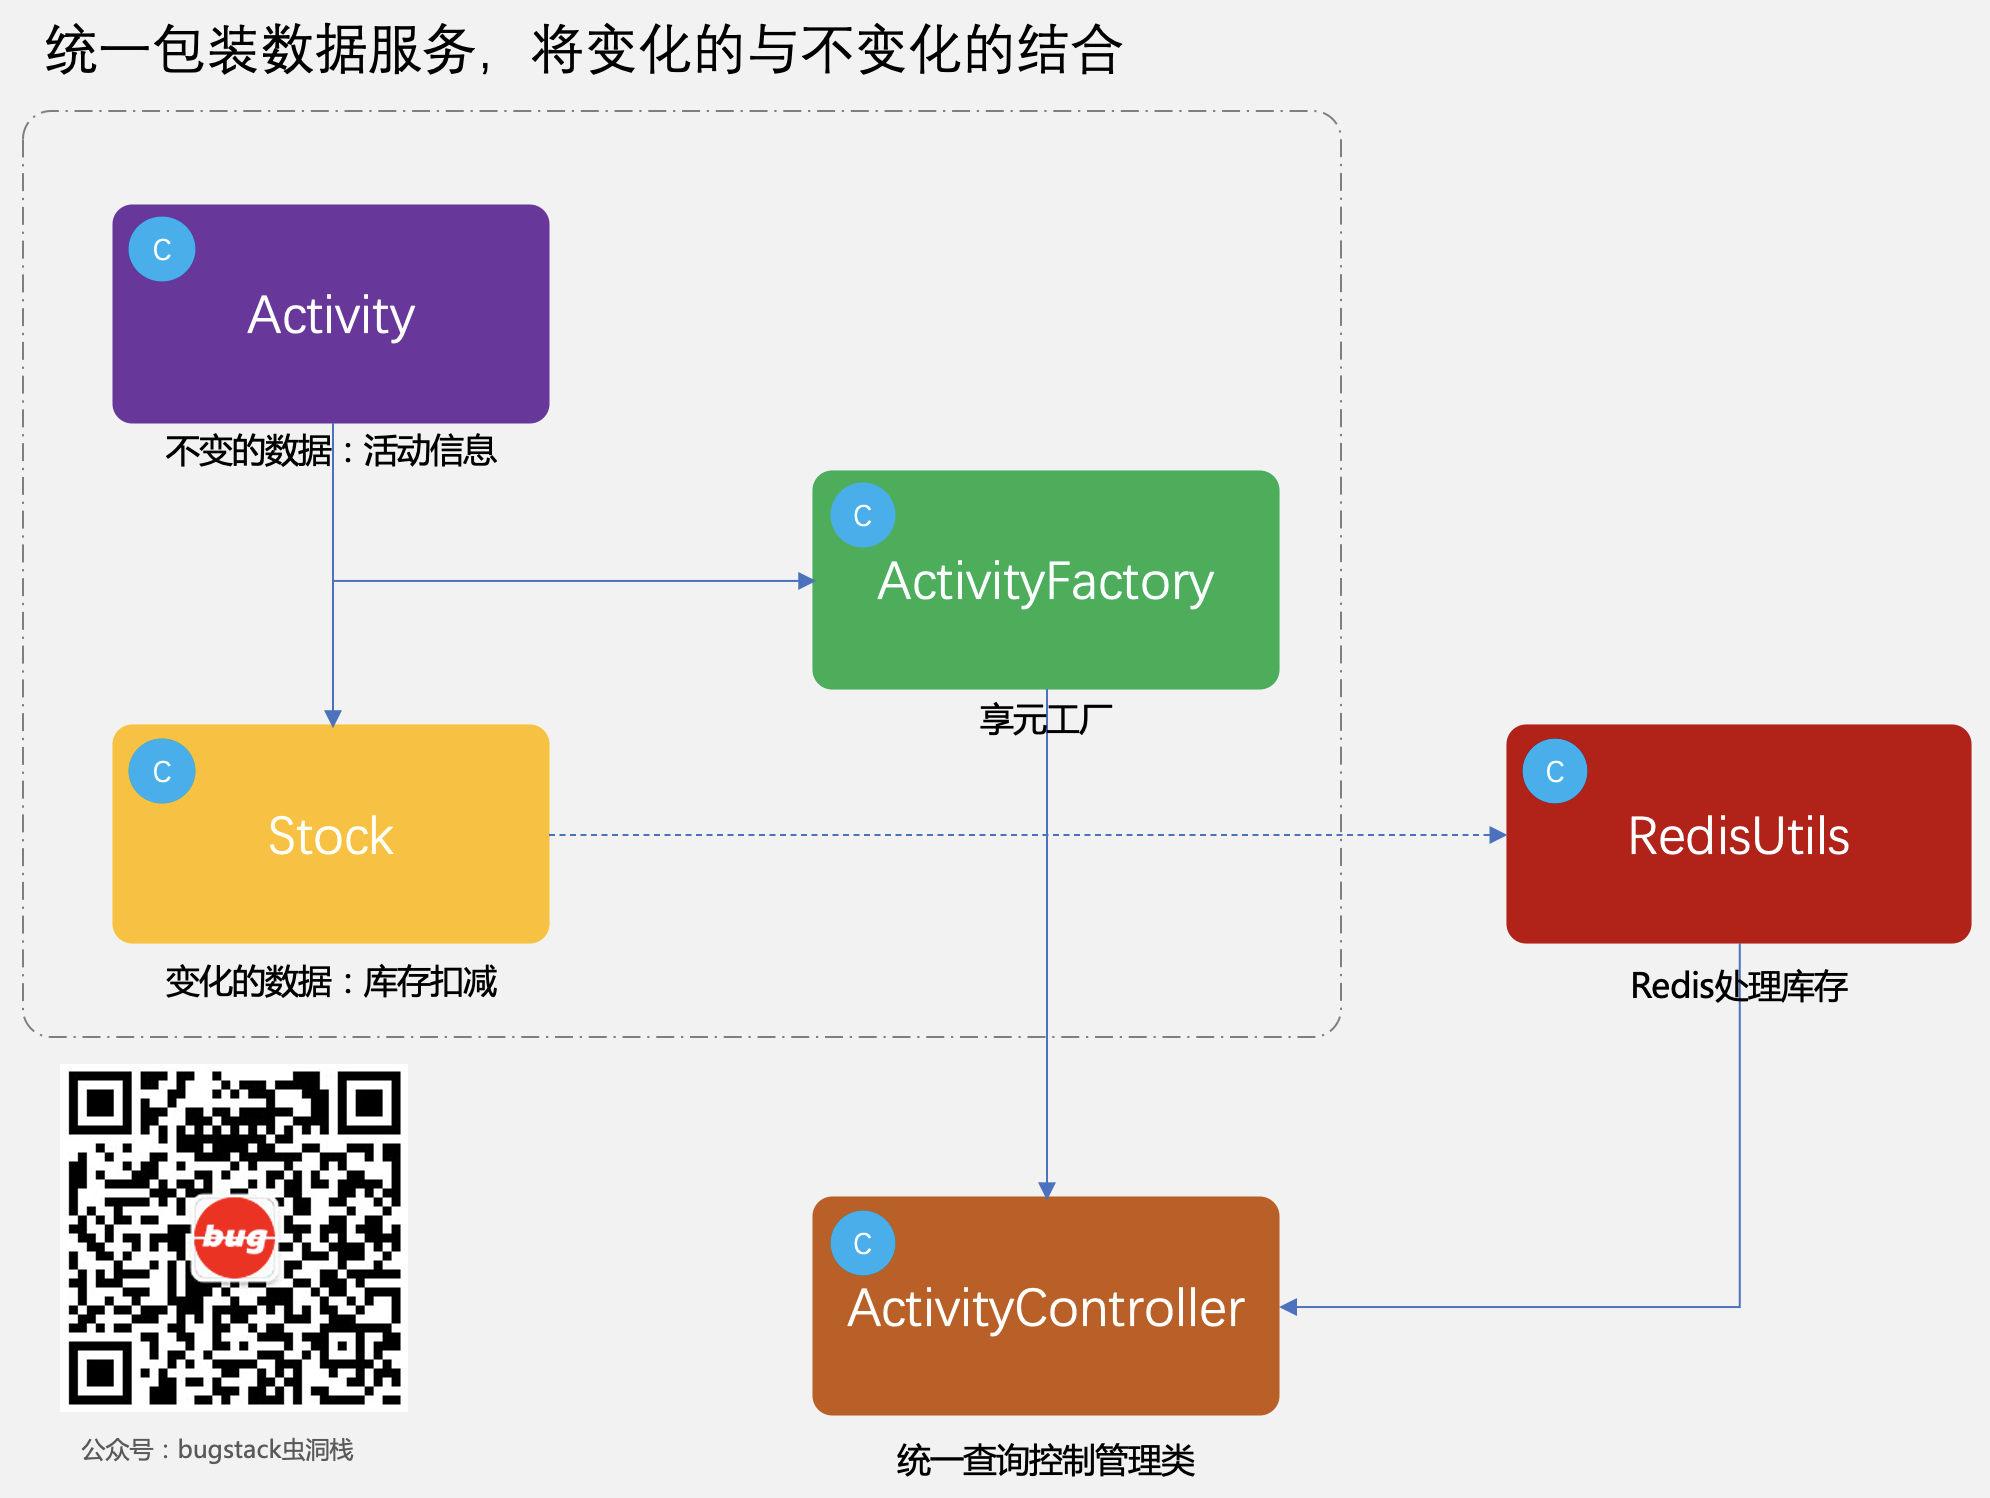 统一包装数据服务，将变化的与不变化的结合
C
Activity
不变的数据：活动信息
C
ActivityFactory
享元工厂
C
Stock
变化的数据：库存扣减
C
RedisUtils
Redis处理库存
bug
C
ActivityController
统一查询控制管理类
公众号：bugstack虫洞栈